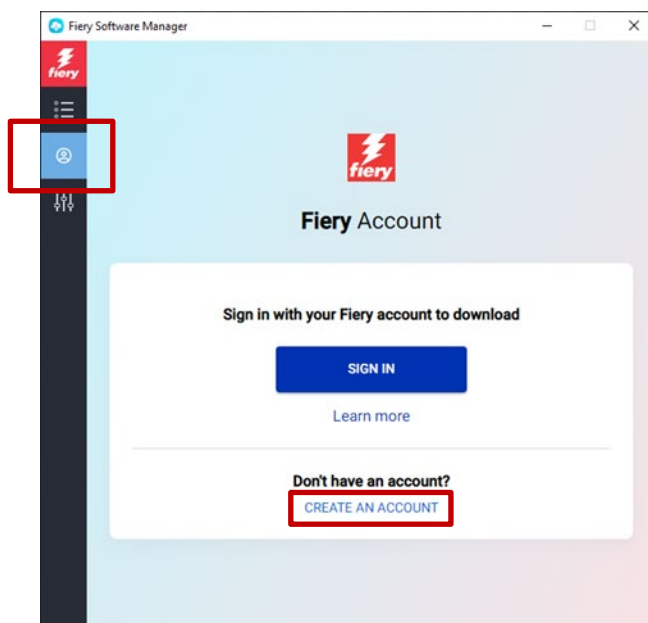 Fiery Software Manager
fiery
fiery
Fiery Account
Sign in with your Fiery account to download
SIGN IN
Learn more
Don't have an account?
CREATE AN ACCOUNT